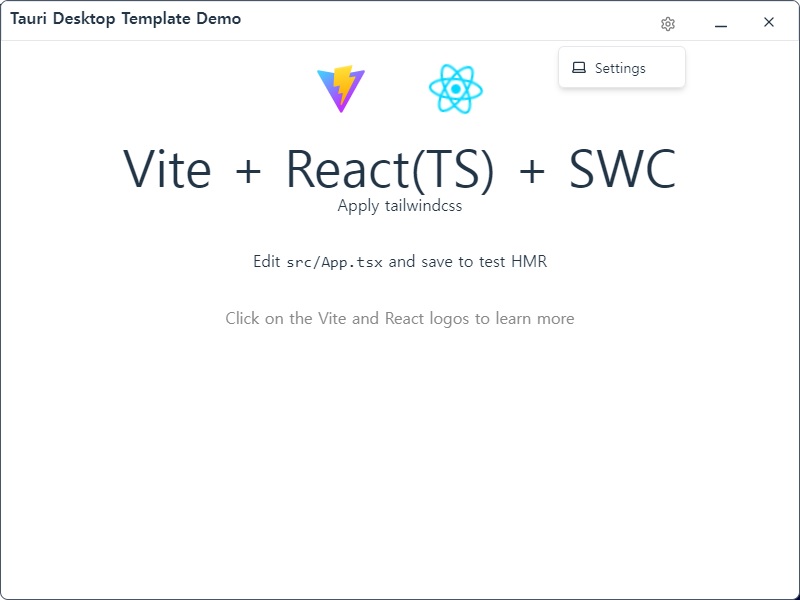 Tauri Desktop Template Demo
Settings
Vite + React(TS) + SWC
Apply tailwindcss
Edit src/App.tsx and save to test HMR
Click on the Vite and React logos to learn more